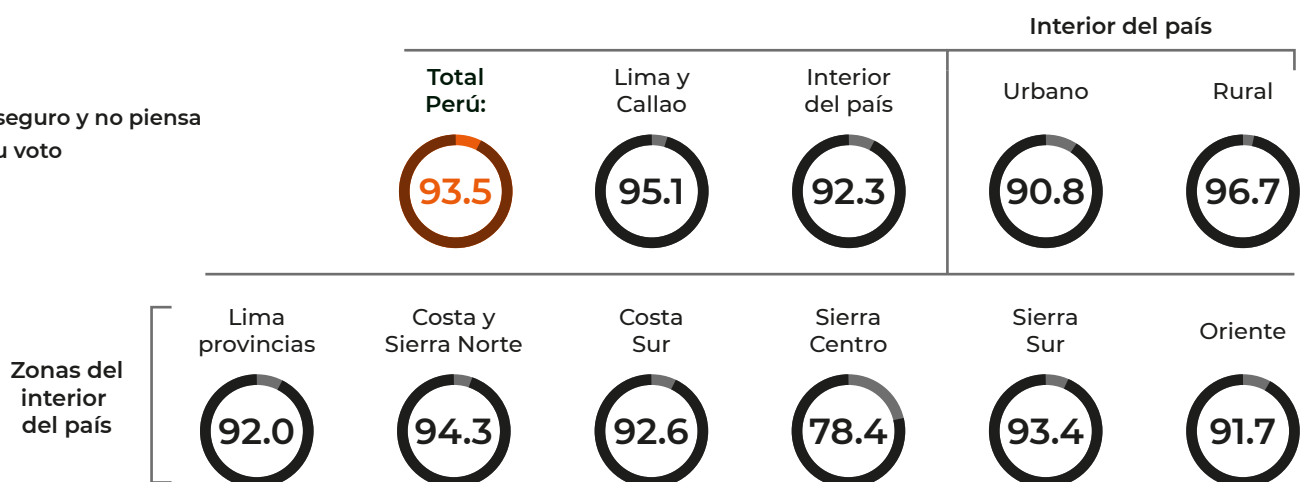 Interior del país
Total
Perú:
Lima y
Callao
Interior
del país
Urbano
Rural
seguro y no piensa
voto
93.5
95.1
92.3
90.8
96.7
Zonas del
interior
del país
Lima
provincias
Costa y
Sierra Norte
Costa
Sur
Sierra
Centro
Sierra
Sur
Oriente
92.0
94.3
92.6
78.4
93.4
91.7